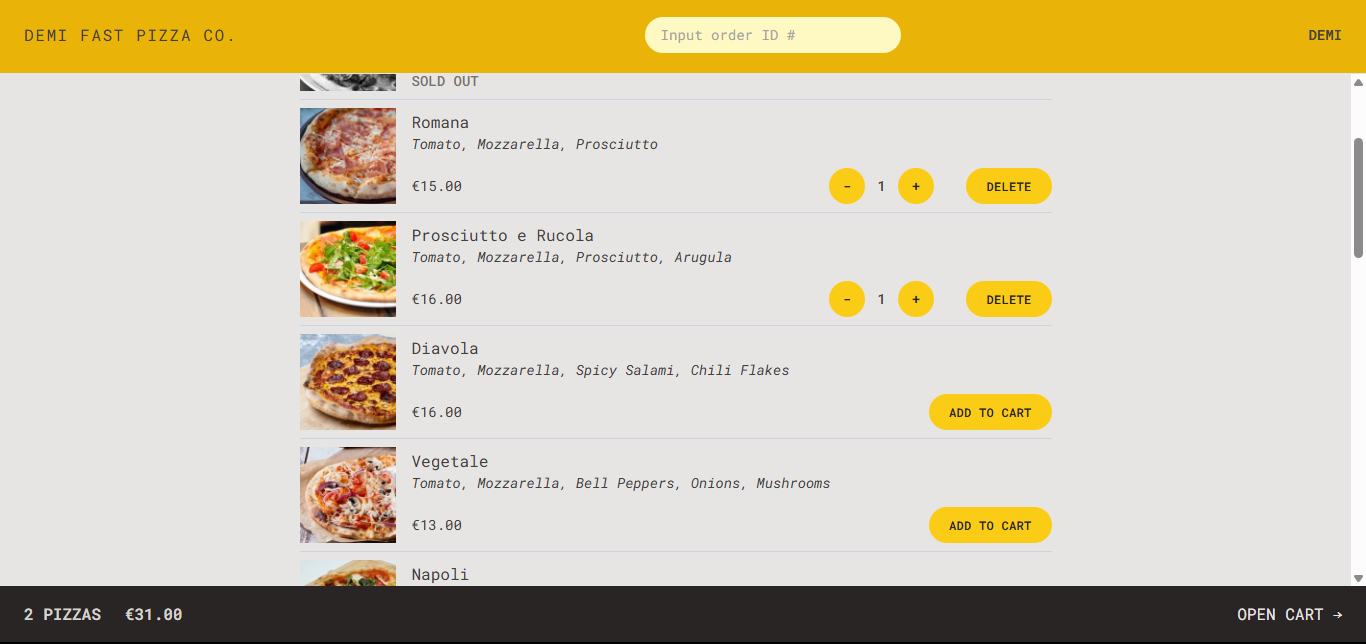 DEMI FAST PIZZA CO.
Input order ID #
DEMI
SOLD OUT
Romana
Tomato, Mozzarella, Prosciutto
€15.00
- 1 + DELETE
Prosciutto e Rucola
Tomato, Mozzarella, Prosciutto, Arugula
€16.00
- 1 + DELETE
Diavola
Tomato, Mozzarella, Spicy Salami, Chili Flakes
€16.00
ADD TO CART
Vegetale
Tomato, Mozzarella, Bell Peppers, Onions, Mushrooms
€13.00
ADD TO CART
Napoli
2 PIZZAS €31.00
OPEN CART →